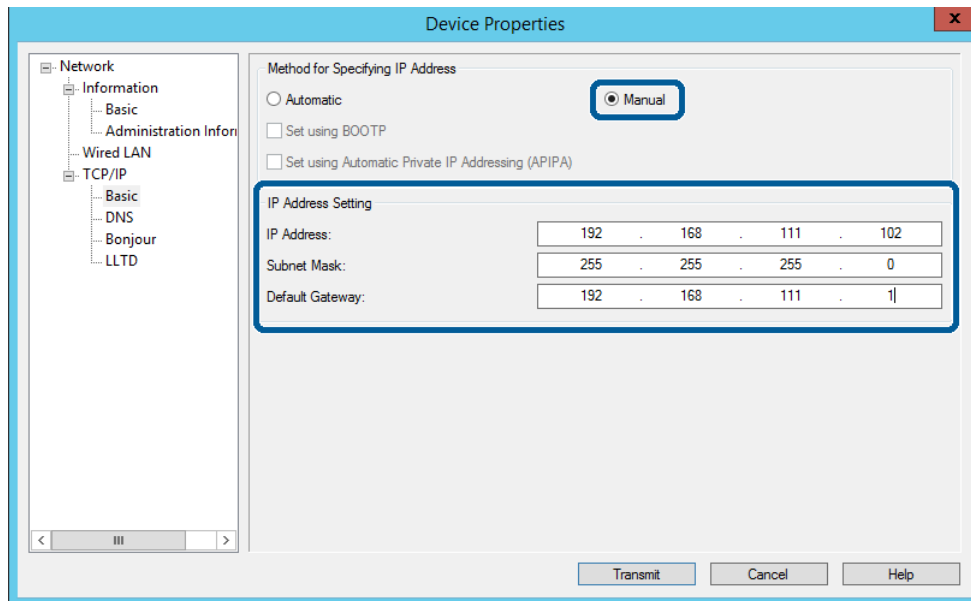 Device Properties
x
Network
Information
Basic
Administration Infor
Wired LAN
TCP/IP
Basic
DNS
Bonjour
LLTD
Method for Specifying IP Address
Automatic
Manual
Set using BOOTP
Set using Automatic Private IP Addressing (APIPA)
IP Address Setting
IP Address: 192 . 168 . 111 . 102
Subnet Mask: 255 . 255 . 255 . 0
Default Gateway: 192 . 168 . 111 . 1
Transmit Cancel Help